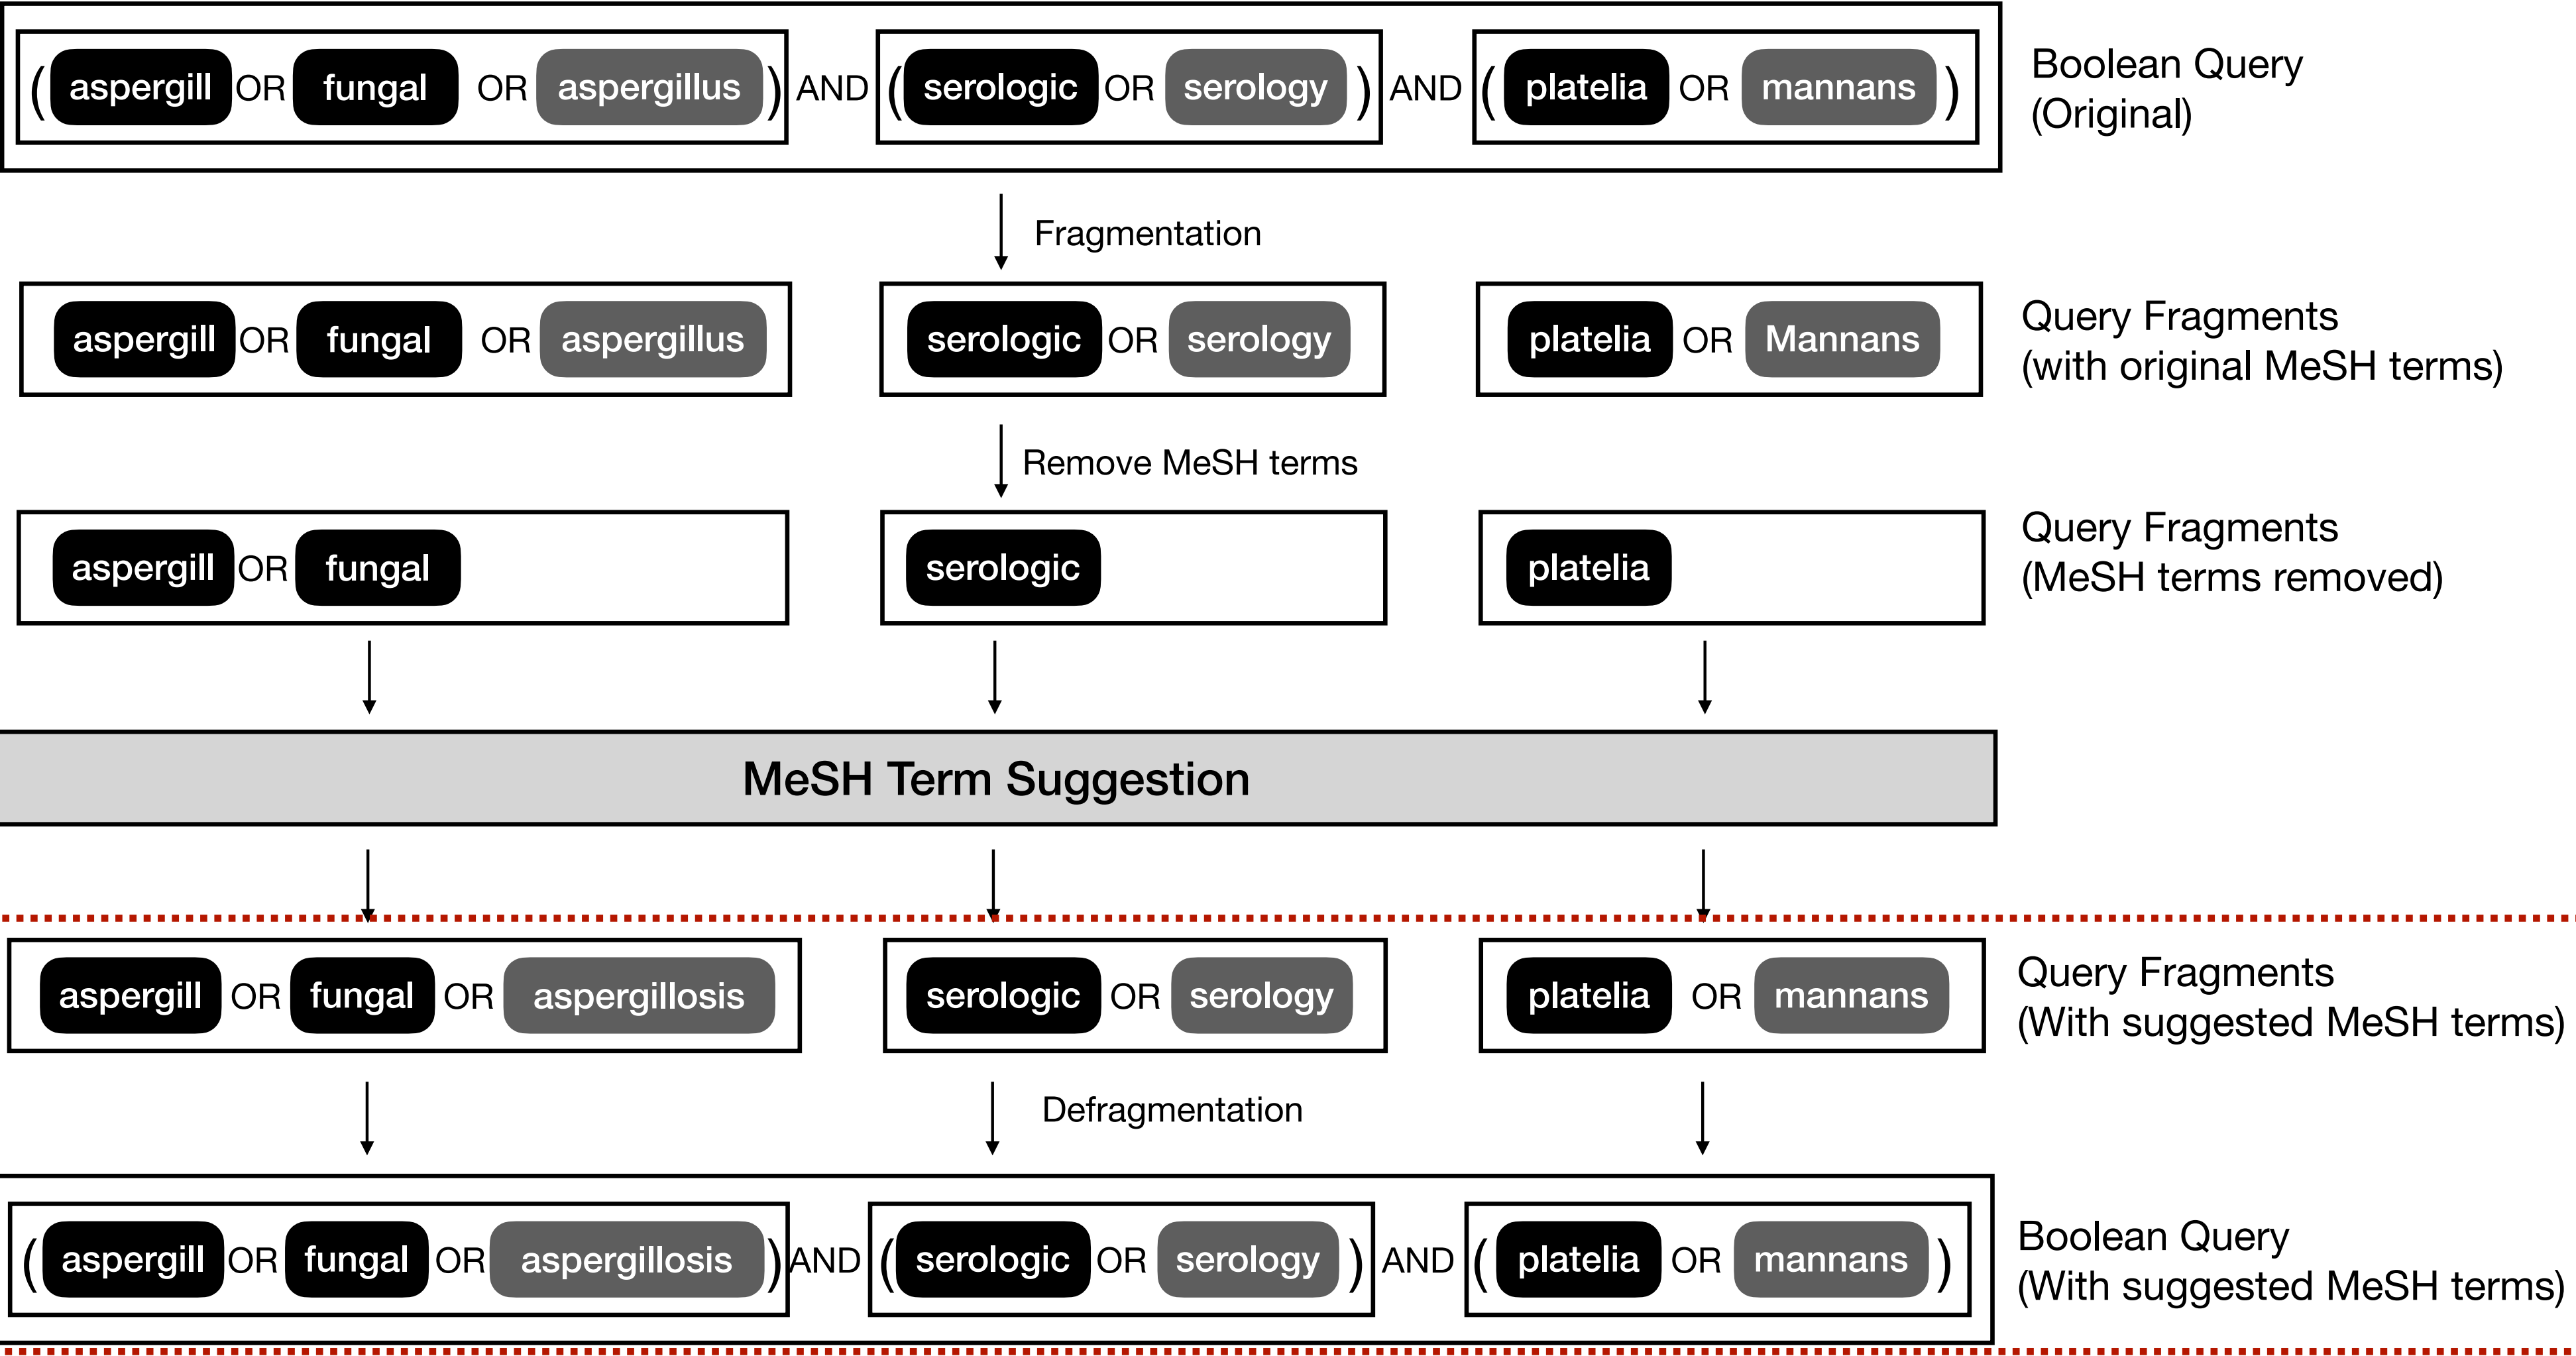 (aspergill OR fungal OR aspergillus) AND (serologic OR serology) AND (platelia OR mannans)
Boolean Query
(Original)
Fragmentation
aspergill OR fungal OR aspergillus
serologic OR serology
platelia OR Mannans
Query Fragments
(with original MeSH terms)
Remove MeSH terms
aspergill OR fungal
serologic
platelia
Query Fragments
(MeSH terms removed)
MeSH Term Suggestion
aspergill OR fungal OR aspergillosis
serologic OR serology
platelia OR mannans
Query Fragments
(With suggested MeSH terms)
Defragmentation
(aspergill OR fungal OR aspergillosis) AND (serologic OR serology) AND (platelia OR mannans)
Boolean Query
(With suggested MeSH terms)